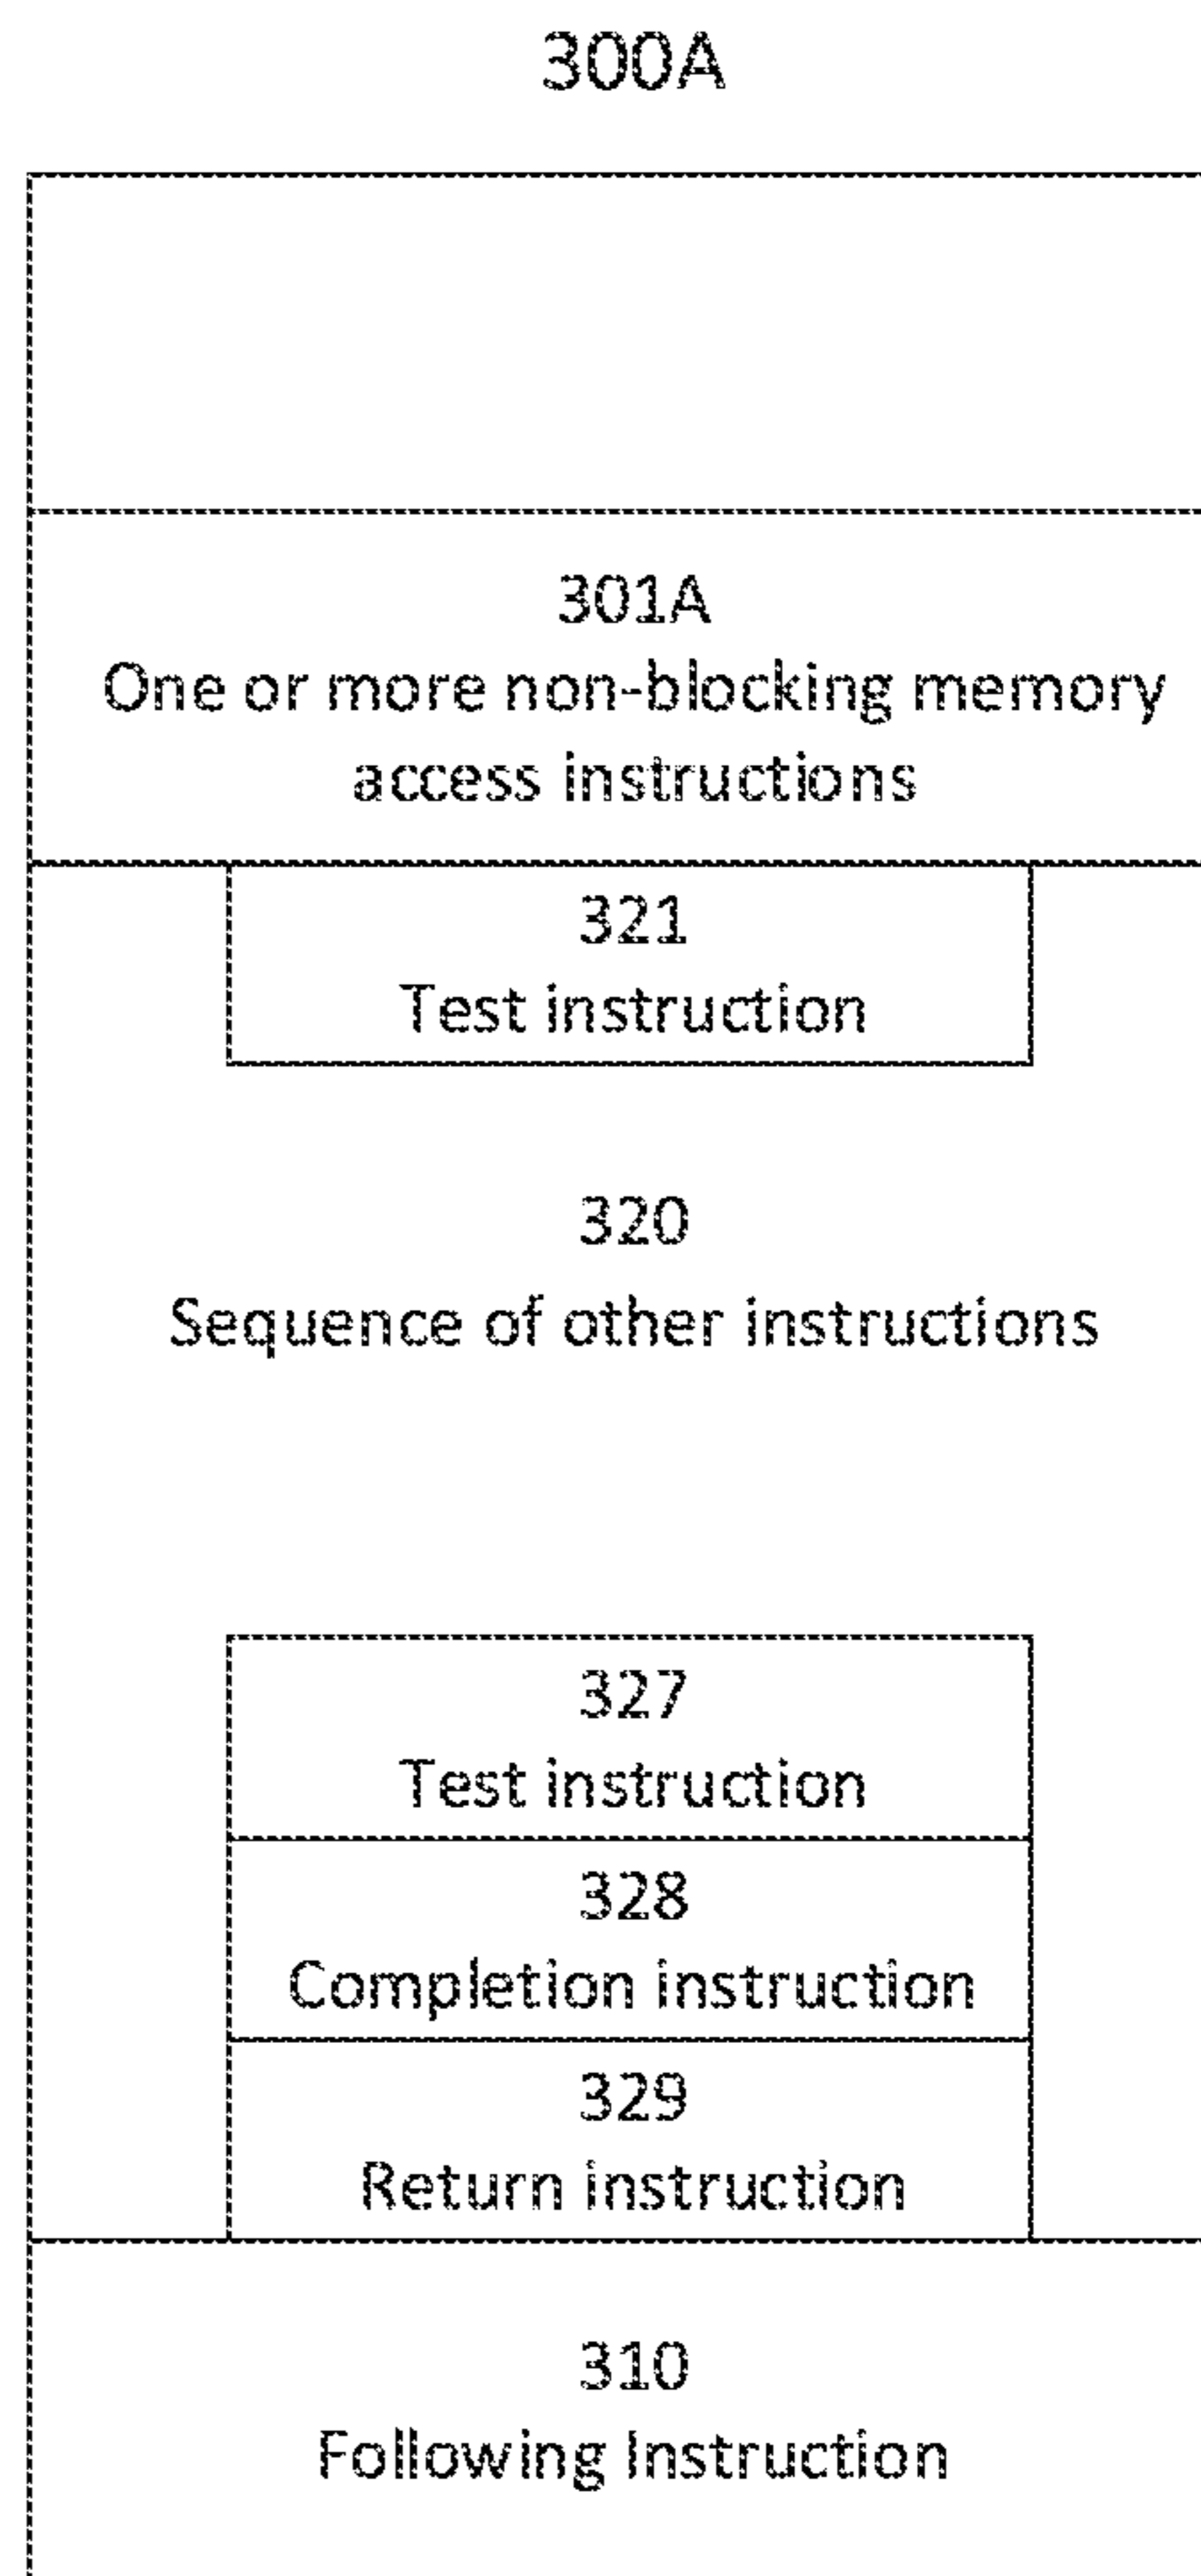 300A
301A
One or more non-blocking memory
access instructions
321
Test instruction
320
Sequence of other instructions
327
Test instruction
328
Completion instruction
329
Return instruction
310
Following Instruction